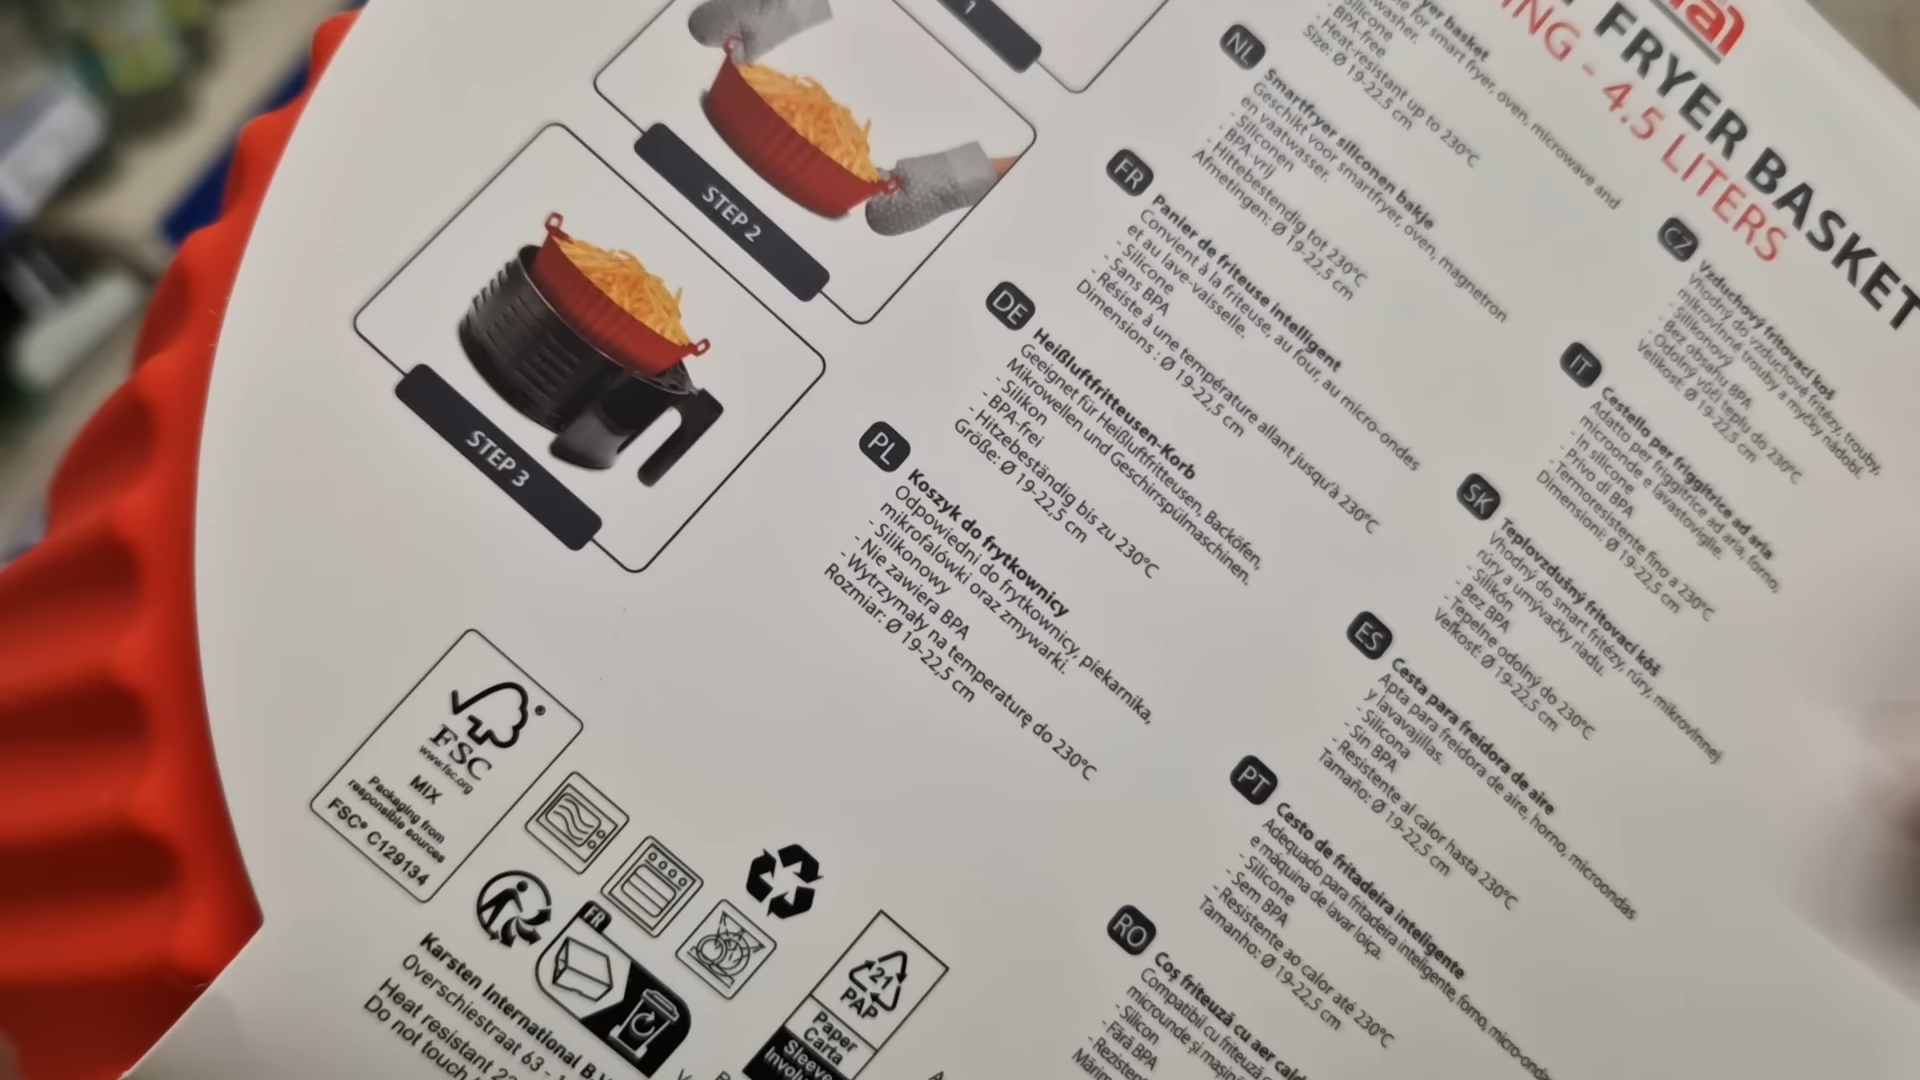 FRYER BASKET
- 4.5 LITERS
1
STEP 2
STEP 3
basket
smart fryer, oven, microwave and
Silicone
- BPA-free
- Heat-resistant up to 230°C
Size: Ø 19-22.5 cm
NL
Smartfryer siliconen bakje
Geschikt voor smartfryer, oven, magnetron
en vaatwasser.
- Siliconen
- BPA-vrij
- Hittebestendig tot 230°C
Afmetingen: Ø 19-22,5 cm
FR
Panier de friteuse intelligent
Convient à la friteuse, au four, au micro-ondes
et au lave-vaisselle.
- Silicone
- Sans BPA
- Résiste à une température allant jusqu'à 230°C
Dimensions : Ø 19-22,5 cm
DE
Heißluftfritteusen-Korb
Geeignet für Heißluftfritteusen, Backöfen,
Mikrowellen und Geschirrspülmaschinen.
- Silikon
- BPA-frei
- Hitzebeständig bis zu 230°C
Größe: Ø 19-22,5 cm
PL
Koszyk do frytkownicy
Odpowiedni do frytkownicy, piekarnika,
mikrofalówki oraz zmywarki.
- Silikonowy
- Nie zawiera BPA
- Wytrzymały na temperaturę do 230°C
Rozmiar: Ø 19-22,5 cm
CZ
Vzduchový fritovací koš
Vhodný do vzduchové fritézy, trouby,
mikrovlnné trouby a myčky nádobí.
- Silikonový
- Bez obsahu BPA
- Odolný vůči teplu do 230°C
Velikost: Ø 19-22,5 cm
IT
Cestello per friggitrice ad aria
Adatto per friggitrice ad aria, forno,
microonde e lavastoviglie.
- In silicone
- Privo di BPA
- Termoresistente fino a 230°C
Dimensioni: Ø 19-22,5 cm
SK
Teplovzdušný fritovací kôš
Vhodný do smart fritézy, rúry, mikrovlnnej
rúry a umývačky riadu.
- Silikón
- Bez BPA
- Tepelne odolný do 230°C
Veľkosť: Ø 19-22,5 cm
ES
Cesta para freidora de aire
Apta para freidora de aire, horno, microondas
y lavavajillas.
- Silicona
- Sin BPA
- Resistente al calor hasta 230°C
Tamaño: Ø 19-22,5 cm
PT
Cesto de fritadeira inteligente
Adequado para fritadeira inteligente, forno, micro-ondas
e máquina de lavar loiça.
- Silicone
- Sem BPA
- Resistente ao calor até 230°C
Tamanho: Ø 19-22,5 cm
RO
Coș friteuză cu aer
Compatibil cu friteuză
microunde și
- Silicon
- Fără BPA
FSC®
www.fsc.org
MIX
Packaging from
responsible sources
FSC® C129134
FR
21
PAP
Paper
Carta
Sleeve
Karsten International B.V.
Overschiestraat 63 -
Heat resistant
Do not touch